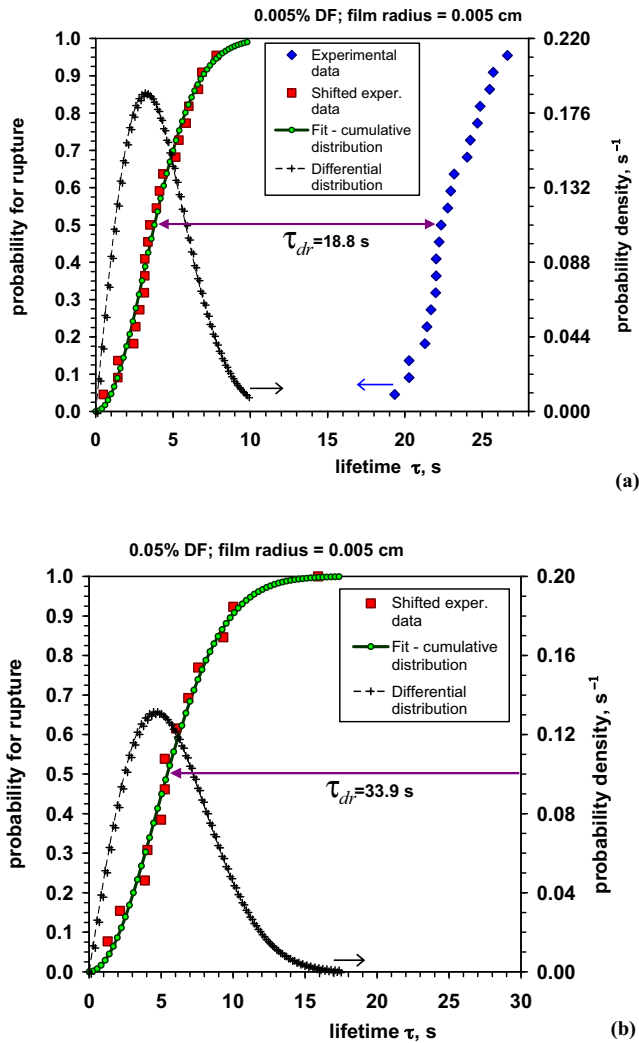 0.005% DF; film radius = 0.005 cm
1.0
0.9
0.8
0.7
0.6
0.5
0.4
0.3
0.2
0.1
0.0
probability for rupture
Experimental
data
Shifted exper.
data
Fit - cumulative
distribution
Differential
distribution
τdr=18.8 s
0.220
0.176
0.132
0.088
0.044
0.000
probability density, s⁻¹
0 5 10 15 20 25
lifetime τ, s
(a)
0.05% DF; film radius = 0.005 cm
1.0
0.9
0.8
0.7
0.6
0.5
0.4
0.3
0.2
0.1
0.0
probability for rupture
Shifted exper.
data
Fit - cumulative
distribution
Differential
distribution
τdr=33.9 s
0.20
0.16
0.12
0.08
0.04
0.00
probability density, s⁻¹
0 5 10 15 20 25 30
lifetime τ, s
(b)